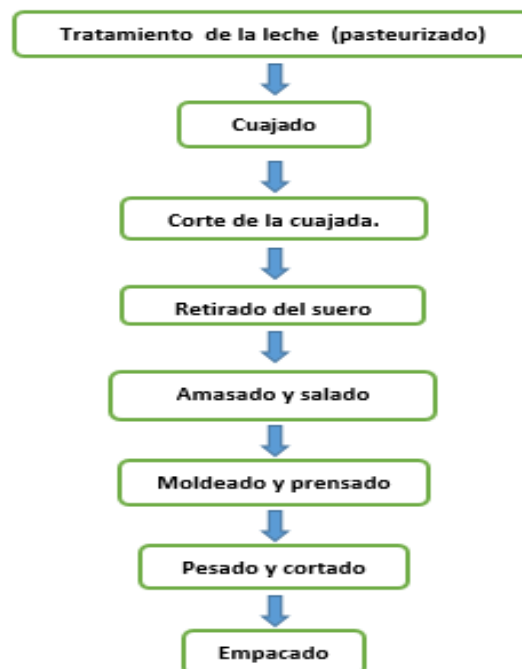 Tratamiento de la leche (pasteurizado)
Cuajado
Corte de la cuajada.
Retirado del suero
Amasado y salado
Moldeado y prensado
Pesado y cortado
Empacado